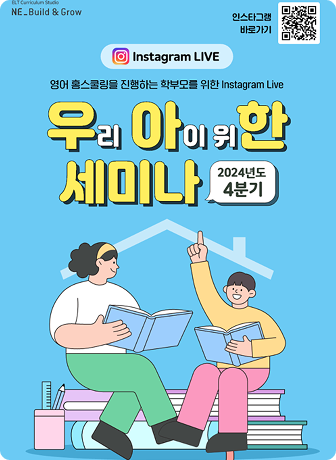 ELT Curriculum Studio
NE_Build & Grow
인스타그램
바로가기
Instagram LIVE
영어 홈스쿨링을 진행하는 학부모를 위한 Instagram Live
우리 아이 위한
세미나
2024년도
4분기